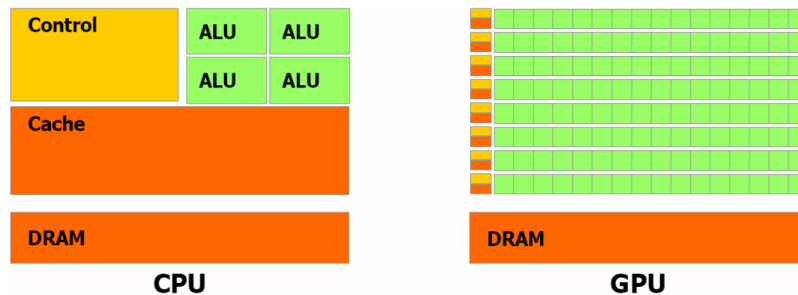 Control
ALU ALU
ALU ALU
Cache
DRAM
CPU
DRAM
GPU